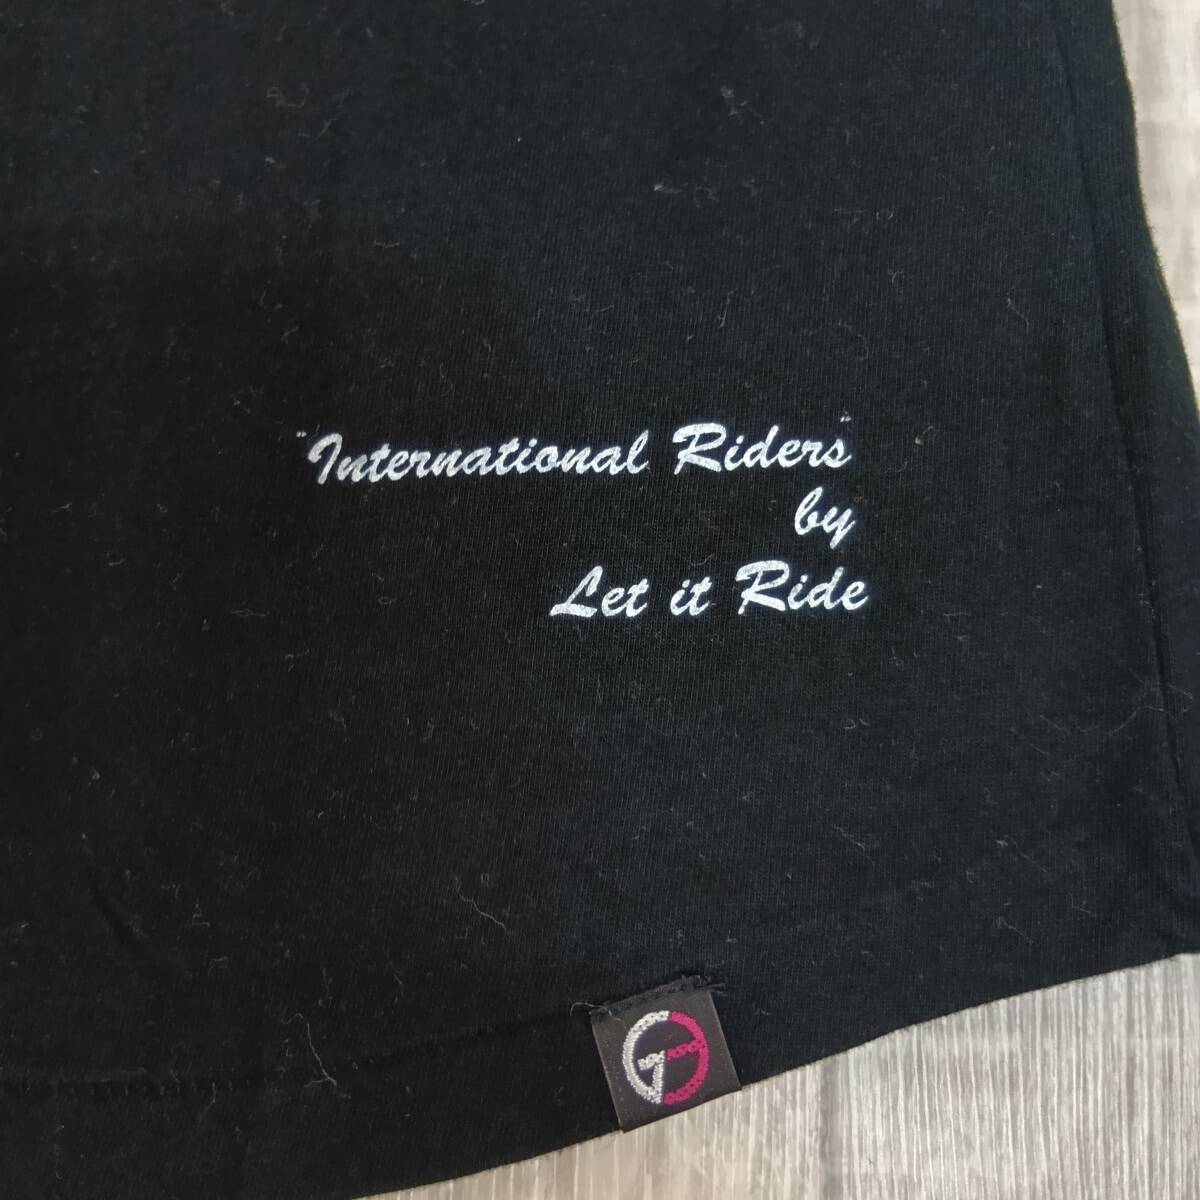 "International Riders"
by
Let it Ride